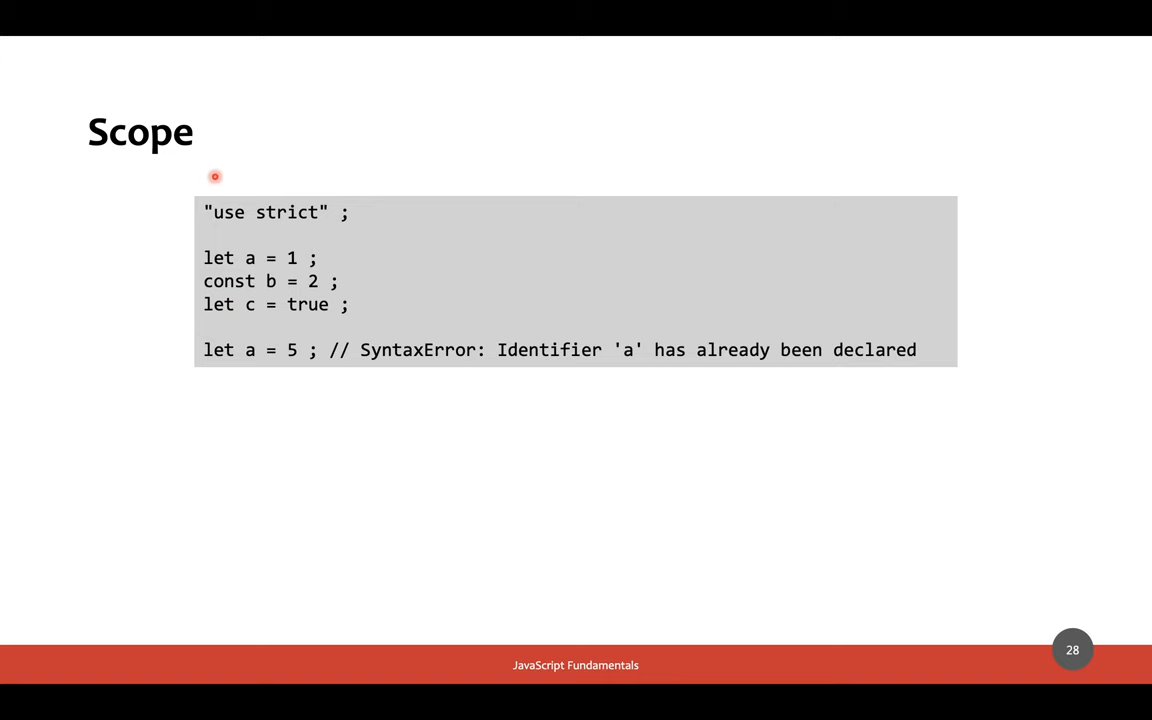 Scope
"use strict" ;
let a = 1 ;
const b = 2 ;
let c = true ;
let a = 5 ; // SyntaxError: Identifier 'a' has already been declared
28
JavaScript Fundamentals